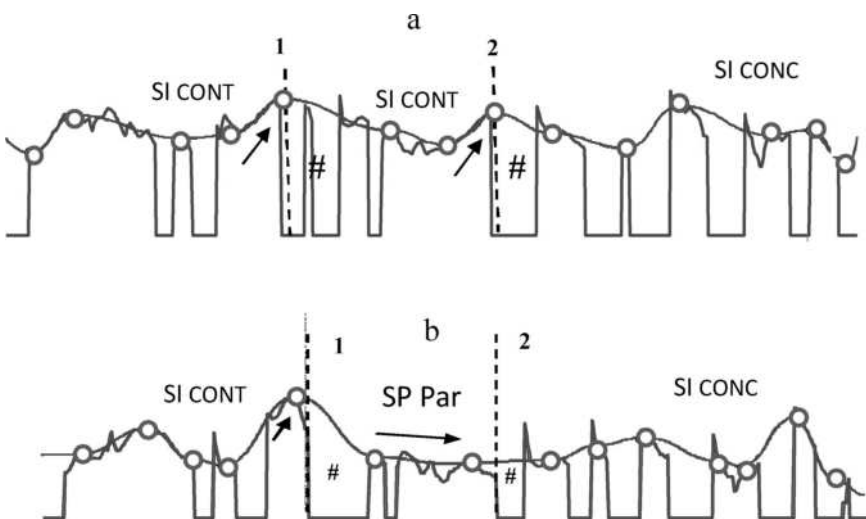 a
1 2
SI CONT SI CONT SI CONC
# #
b
1 2
SI CONT SP Par SI CONC
# #